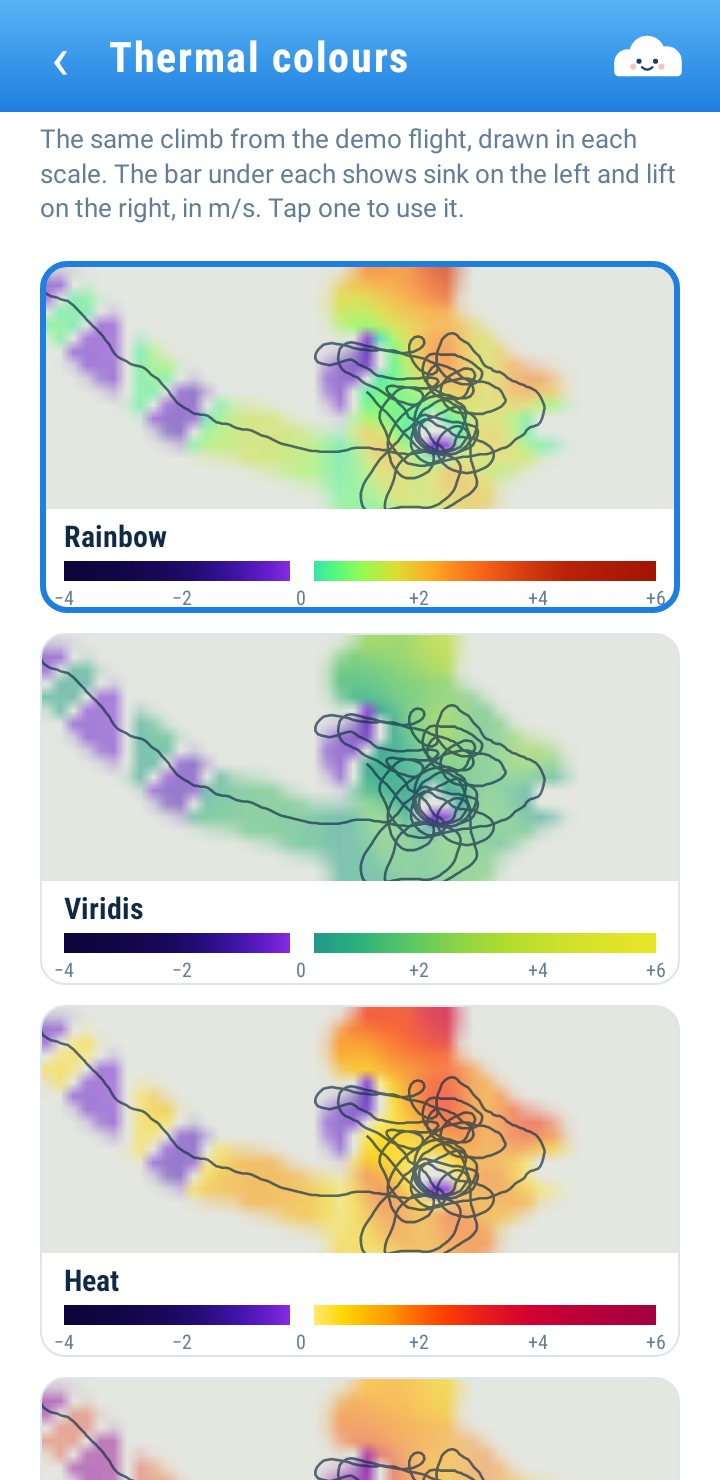 ‹ Thermal colours
The same climb from the demo flight, drawn in each
scale. The bar under each shows sink on the left and lift
on the right, in m/s. Tap one to use it.
Rainbow
−4 −2 0 +2 +4 +6
Viridis
−4 −2 0 +2 +4 +6
Heat
−4 −2 0 +2 +4 +6